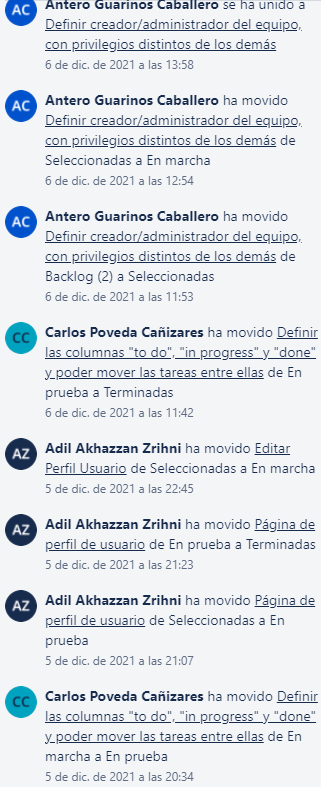 AC Antero Guarinos Caballero se ha unido a
Definir creador/administrador del equipo,
con privilegios distintos de los demás
6 de dic. de 2021 a las 13:58
AC Antero Guarinos Caballero ha movido
Definir creador/administrador del equipo,
con privilegios distintos de los demás de
Seleccionadas a En marcha
6 de dic. de 2021 a las 12:54
AC Antero Guarinos Caballero ha movido
Definir creador/administrador del equipo,
con privilegios distintos de los demás de
Backlog (2) a Seleccionadas
6 de dic. de 2021 a las 11:53
CC Carlos Poveda Cañizares ha movido Definir
las columnas "to do", "in progress" y "done"
y poder mover las tareas entre ellas de En
prueba a Terminadas
6 de dic. de 2021 a las 11:42
AZ Adil Akhazzan Zrihni ha movido Editar
Perfil Usuario de Seleccionadas a En marcha
5 de dic. de 2021 a las 22:45
AZ Adil Akhazzan Zrihni ha movido Página de
perfil de usuario de En prueba a Terminadas
5 de dic. de 2021 a las 21:23
AZ Adil Akhazzan Zrihni ha movido Página de
perfil de usuario de Seleccionadas a En
prueba
5 de dic. de 2021 a las 21:07
CC Carlos Poveda Cañizares ha movido Definir
las columnas "to do", "in progress" y "done"
y poder mover las tareas entre ellas de En
marcha a En prueba
5 de dic. de 2021 a las 20:34